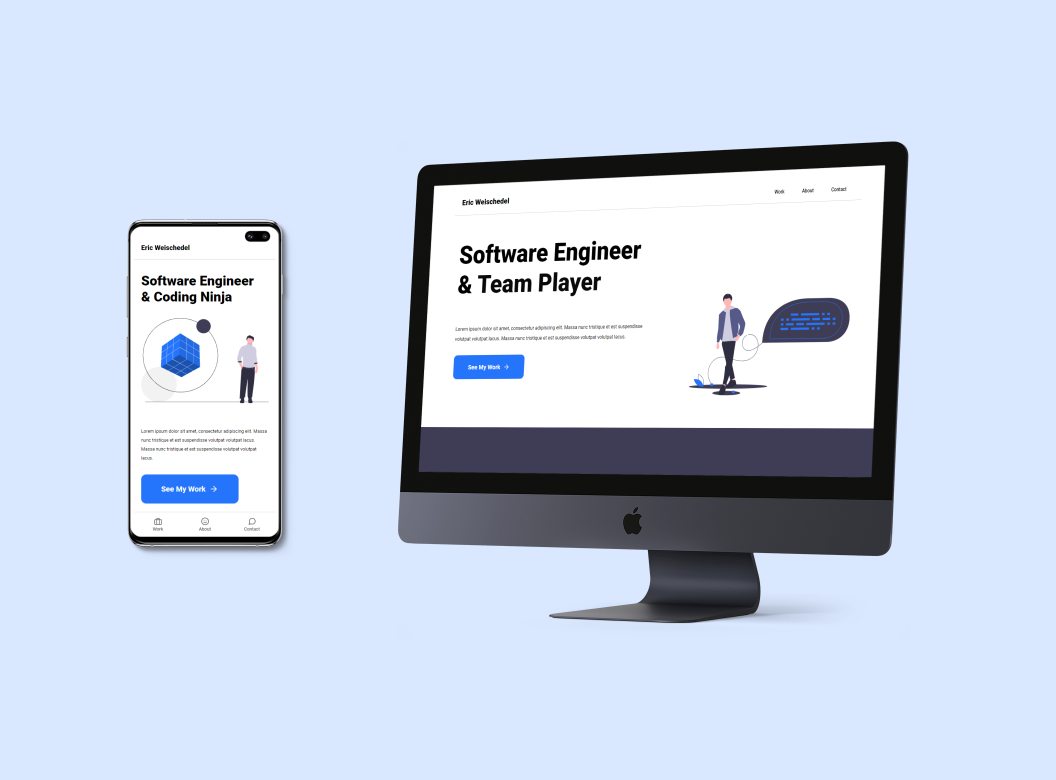 Eric Weischedel
Software Engineer
& Coding Ninja
Lorem ipsum dolor sit amet, consectetur adipiscing elit. Massa
nunc tristique et est suspendisse volutpat volutpat lacus.
Massa nunc tristique et est suspendisse volutpat volutpat
lacus.
See My Work
Work About Contact
Eric Weischedel
Work About Contact
Software Engineer
& Team Player
Lorem ipsum dolor sit amet, consectetur adipiscing elit. Massa nunc tristique et est suspendisse
volutpat volutpat lacus. Massa nunc tristique et est suspendisse volutpat volutpat lacus.
See My Work